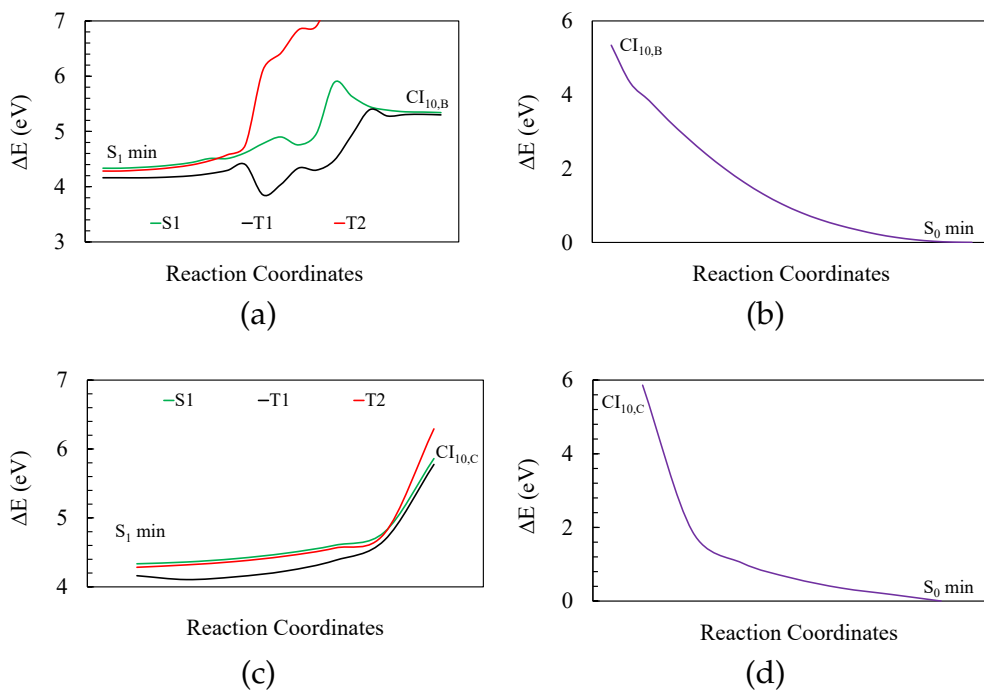 7
6
5
4
3
ΔE (eV)
S₁ min
CI₁₀,B
S1 T1 T2
Reaction Coordinates
(a)
6
4
2
0
ΔE (eV)
CI₁₀,B
S₀ min
Reaction Coordinates
(b)
7
6
5
4
ΔE (eV)
S1 T1 T2
CI₁₀,C
S₁ min
Reaction Coordinates
(c)
6
4
2
0
ΔE (eV)
CI₁₀,C
S₀ min
Reaction Coordinates
(d)